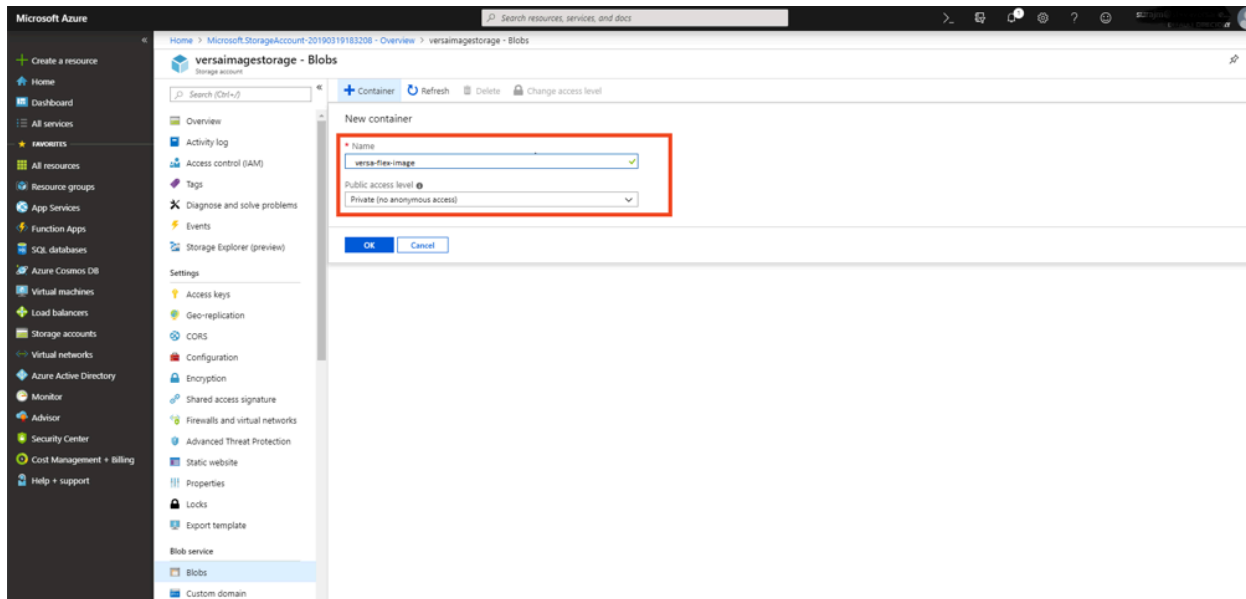 Microsoft Azure
Search resources, services, and docs
Home > Microsoft.StorageAccount-20190319183208 - Overview > versaimagestorage - Blobs
versaimagestorage - Blobs
Storage account
Create a resource
Home
Dashboard
All services
FAVORITES
All resources
Resource groups
App Services
Function Apps
SQL databases
Azure Cosmos DB
Virtual machines
Load balancers
Storage accounts
Virtual networks
Azure Active Directory
Monitor
Advisor
Security Center
Cost Management + Billing
Help + support
Search (Ctrl+/)
Overview
Activity log
Access control (IAM)
Tags
Diagnose and solve problems
Events
Storage Explorer (preview)
Settings
Access keys
Geo-replication
CORS
Configuration
Encryption
Shared access signature
Firewalls and virtual networks
Advanced Threat Protection
Static website
Properties
Locks
Export template
Blob service
Blobs
Custom domain
Container Refresh Delete Change access level
New container
* Name
versa-flex-image
Public access level
Private (no anonymous access)
OK Cancel